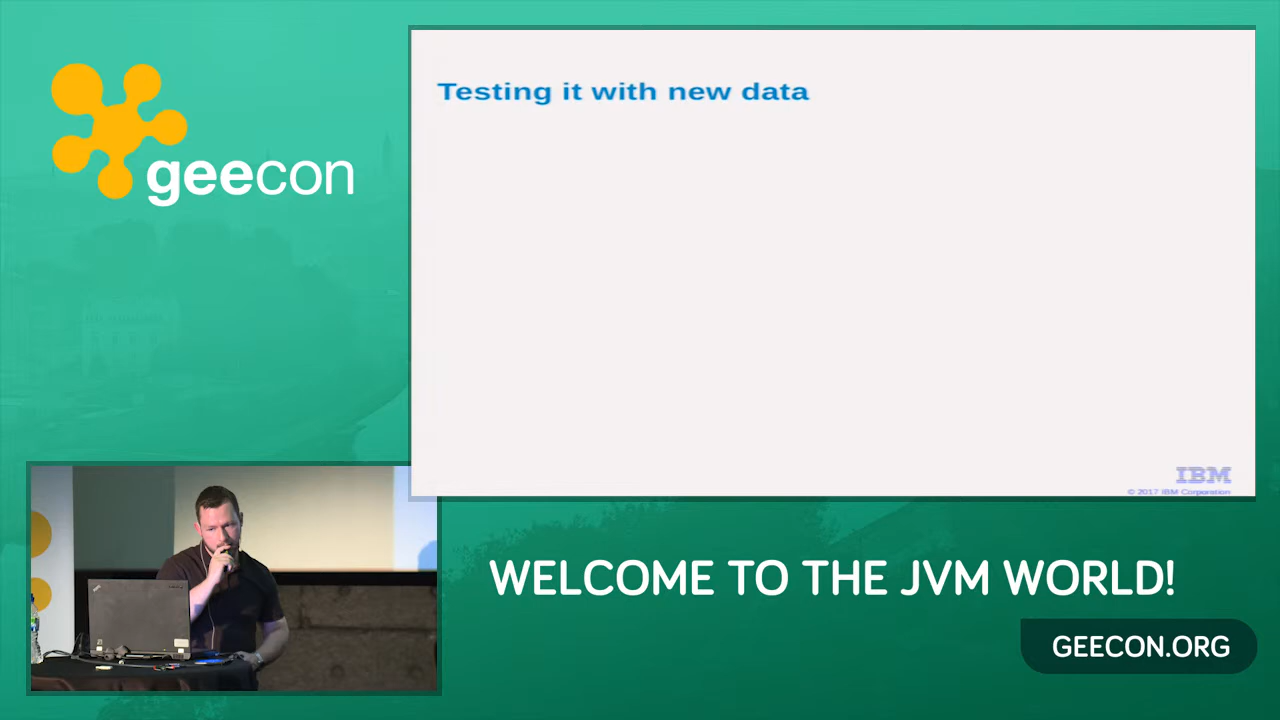 geecon
Testing it with new data
IBM
© 2017 IBM Corporation
WELCOME TO THE JVM WORLD!
GEECON.ORG